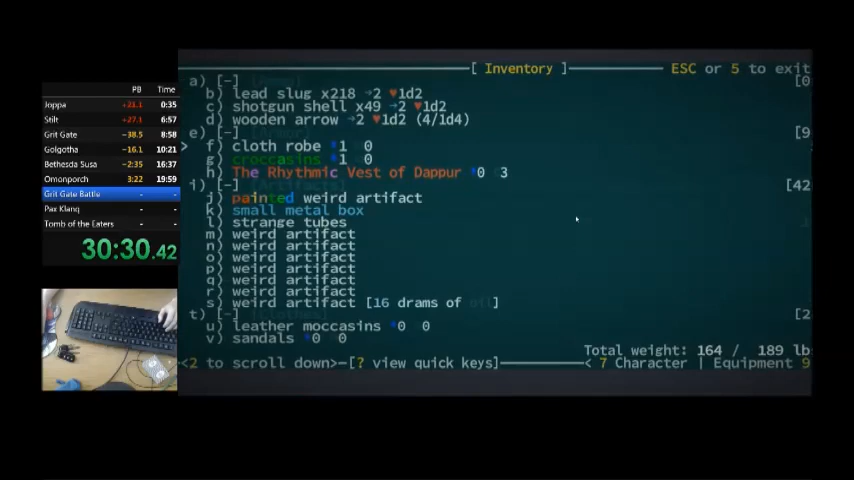 PB Time
Joppa +31.1 0:35
Stilt +27.1 6:57
Grit Gate −38.5 8:58
Golgotha −16.1 10:21
Bethesda Susa −2:35 16:37
Omonporch 3:22 19:59
Grit Gate Battle - -
Pax Klanq - -
Tomb of the Eaters - -
30:30.42
[ Inventory ] ESC or 5 to exit
a) [-] [0
b) lead slug x218 →2 ♥1d2
c) shotgun shell x49 →2 ♥1d2
d) wooden arrow →2 ♥1d2 (4/1d4)
e) [-] [9
> f) cloth robe ♦1 0
g) croccasins ♦1 0
h) The Rhythmic Vest of Dappur ♦0 3
i) [-] [42
j) painted weird artifact
k) small metal box
l) strange tubes
m) weird artifact
n) weird artifact
o) weird artifact
p) weird artifact
q) weird artifact
r) weird artifact
s) weird artifact [16 drams of oil]
t) [-] [2
u) leather moccasins ♦0 0
v) sandals ♦0 0
Total weight: 164 / 189 lb
<2 to scroll down> [? view quick keys] < 7 Character | Equipment 9